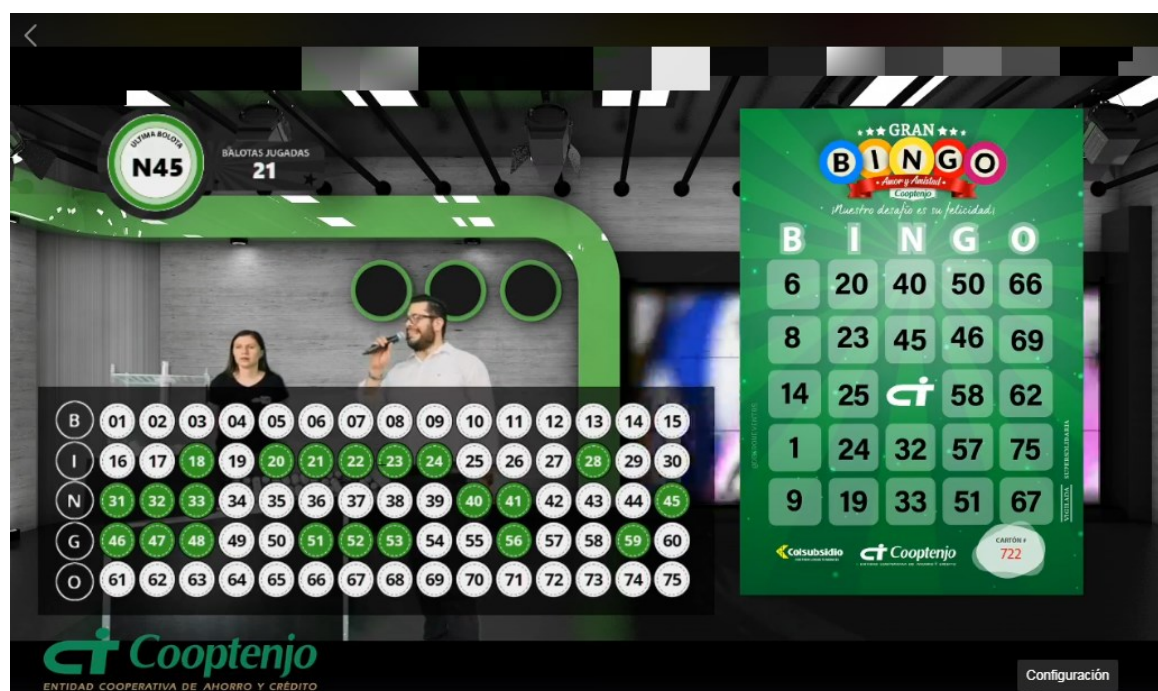 ÚLTIMA BOLOTA
N45
BALOTAS JUGADAS
21
★★★ GRAN ★★★
BINGO
Amor y Amistad
Cooptenjo
¡Nuestro desafío es su felicidad!
B I N G O
6 20 40 50 66
8 23 45 46 69
14 25 58 62
1 24 32 57 75
9 19 33 51 67
VIGILADA SUPERSOLIDARIA
Colsubsidio
Cooptenjo
CARTÓN #
722
B 01 02 03 04 05 06 07 08 09 10 11 12 13 14 15
I 16 17 18 19 20 21 22 23 24 25 26 27 28 29 30
N 31 32 33 34 35 36 37 38 39 40 41 42 43 44 45
G 46 47 48 49 50 51 52 53 54 55 56 57 58 59 60
O 61 62 63 64 65 66 67 68 69 70 71 72 73 74 75
Cooptenjo
ENTIDAD COOPERATIVA DE AHORRO Y CRÉDITO
Configuración